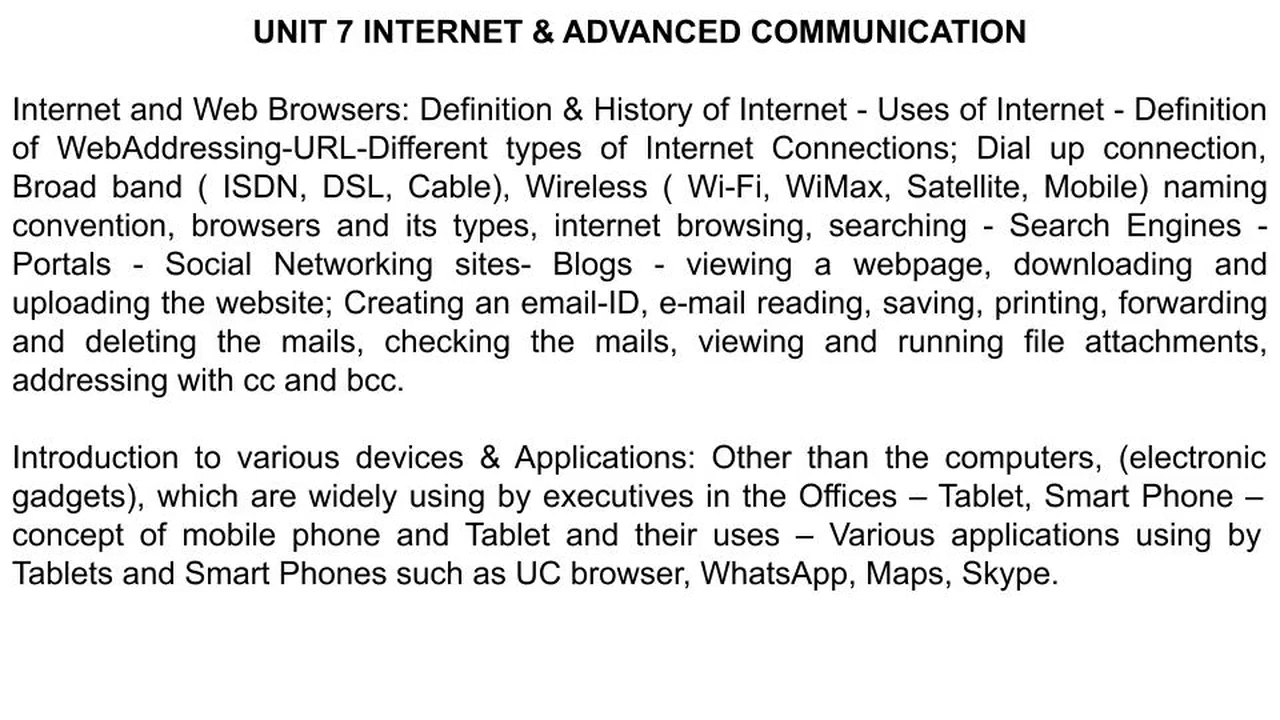 UNIT 7 INTERNET & ADVANCED COMMUNICATION
Internet and Web Browsers: Definition & History of Internet - Uses of Internet - Definition
of WebAddressing-URL-Different types of Internet Connections; Dial up connection,
Broad band ( ISDN, DSL, Cable), Wireless ( Wi-Fi, WiMax, Satellite, Mobile) naming
convention, browsers and its types, internet browsing, searching - Search Engines -
Portals - Social Networking sites- Blogs - viewing a webpage, downloading and
uploading the website; Creating an email-ID, e-mail reading, saving, printing, forwarding
and deleting the mails, checking the mails, viewing and running file attachments,
addressing with cc and bcc.
Introduction to various devices & Applications: Other than the computers, (electronic
gadgets), which are widely using by executives in the Offices – Tablet, Smart Phone –
concept of mobile phone and Tablet and their uses – Various applications using by
Tablets and Smart Phones such as UC browser, WhatsApp, Maps, Skype.